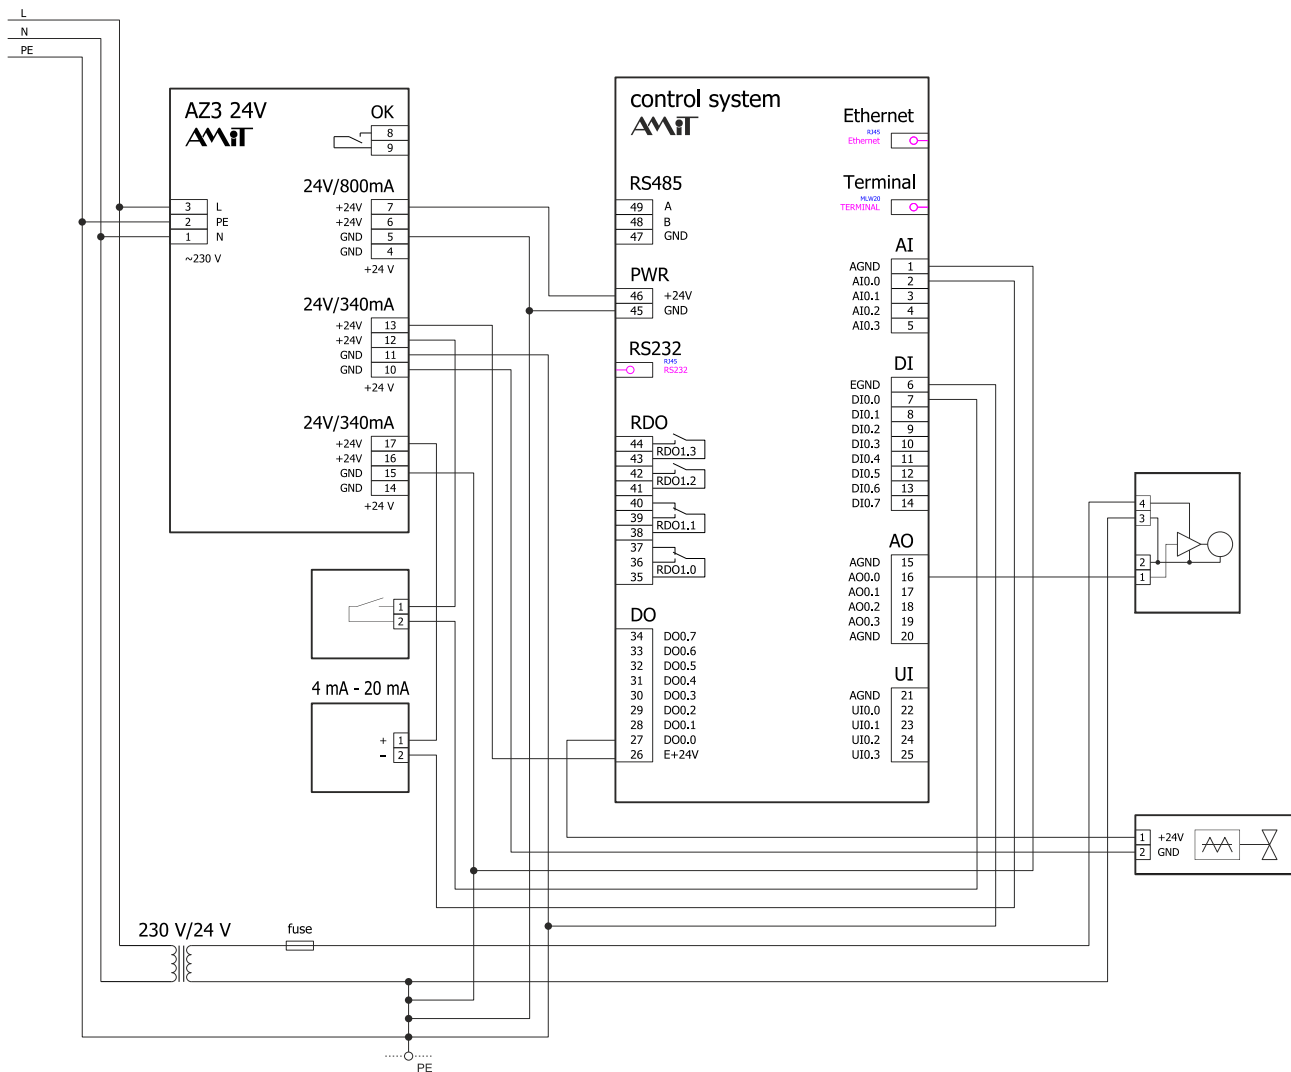 L
N
PE
AZ3 24V
AMiT
OK
8
9
24V/800mA
3 L
2 PE
1 N
~230 V
+24V 7
+24V 6
GND 5
GND 4
+24 V
24V/340mA
+24V 13
+24V 12
GND 11
GND 10
+24 V
24V/340mA
+24V 17
+24V 16
GND 15
GND 14
+24 V
1
2
4 mA - 20 mA
+ 1
– 2
control system
AMiT
RS485
49 A
48 B
47 GND
PWR
46 +24V
45 GND
RS232
RJ45
RS232
RDO
44
43 RDO1.3
42
41 RDO1.2
40
39
38 RDO1.1
37
36
35 RDO1.0
DO
34 DO0.7
33 DO0.6
32 DO0.5
31 DO0.4
30 DO0.3
29 DO0.2
28 DO0.1
27 DO0.0
26 E+24V
Ethernet
RJ45
Ethernet
Terminal
MLW20
TERMINAL
AI
AGND 1
AI0.0 2
AI0.1 3
AI0.2 4
AI0.3 5
DI
EGND 6
DI0.0 7
DI0.1 8
DI0.2 9
DI0.3 10
DI0.4 11
DI0.5 12
DI0.6 13
DI0.7 14
AO
AGND 15
AO0.0 16
AO0.1 17
AO0.2 18
AO0.3 19
AGND 20
UI
AGND 21
UI0.0 22
UI0.1 23
UI0.2 24
UI0.3 25
4
3
2
1
1 +24V
2 GND
230 V/24 V
fuse
PE